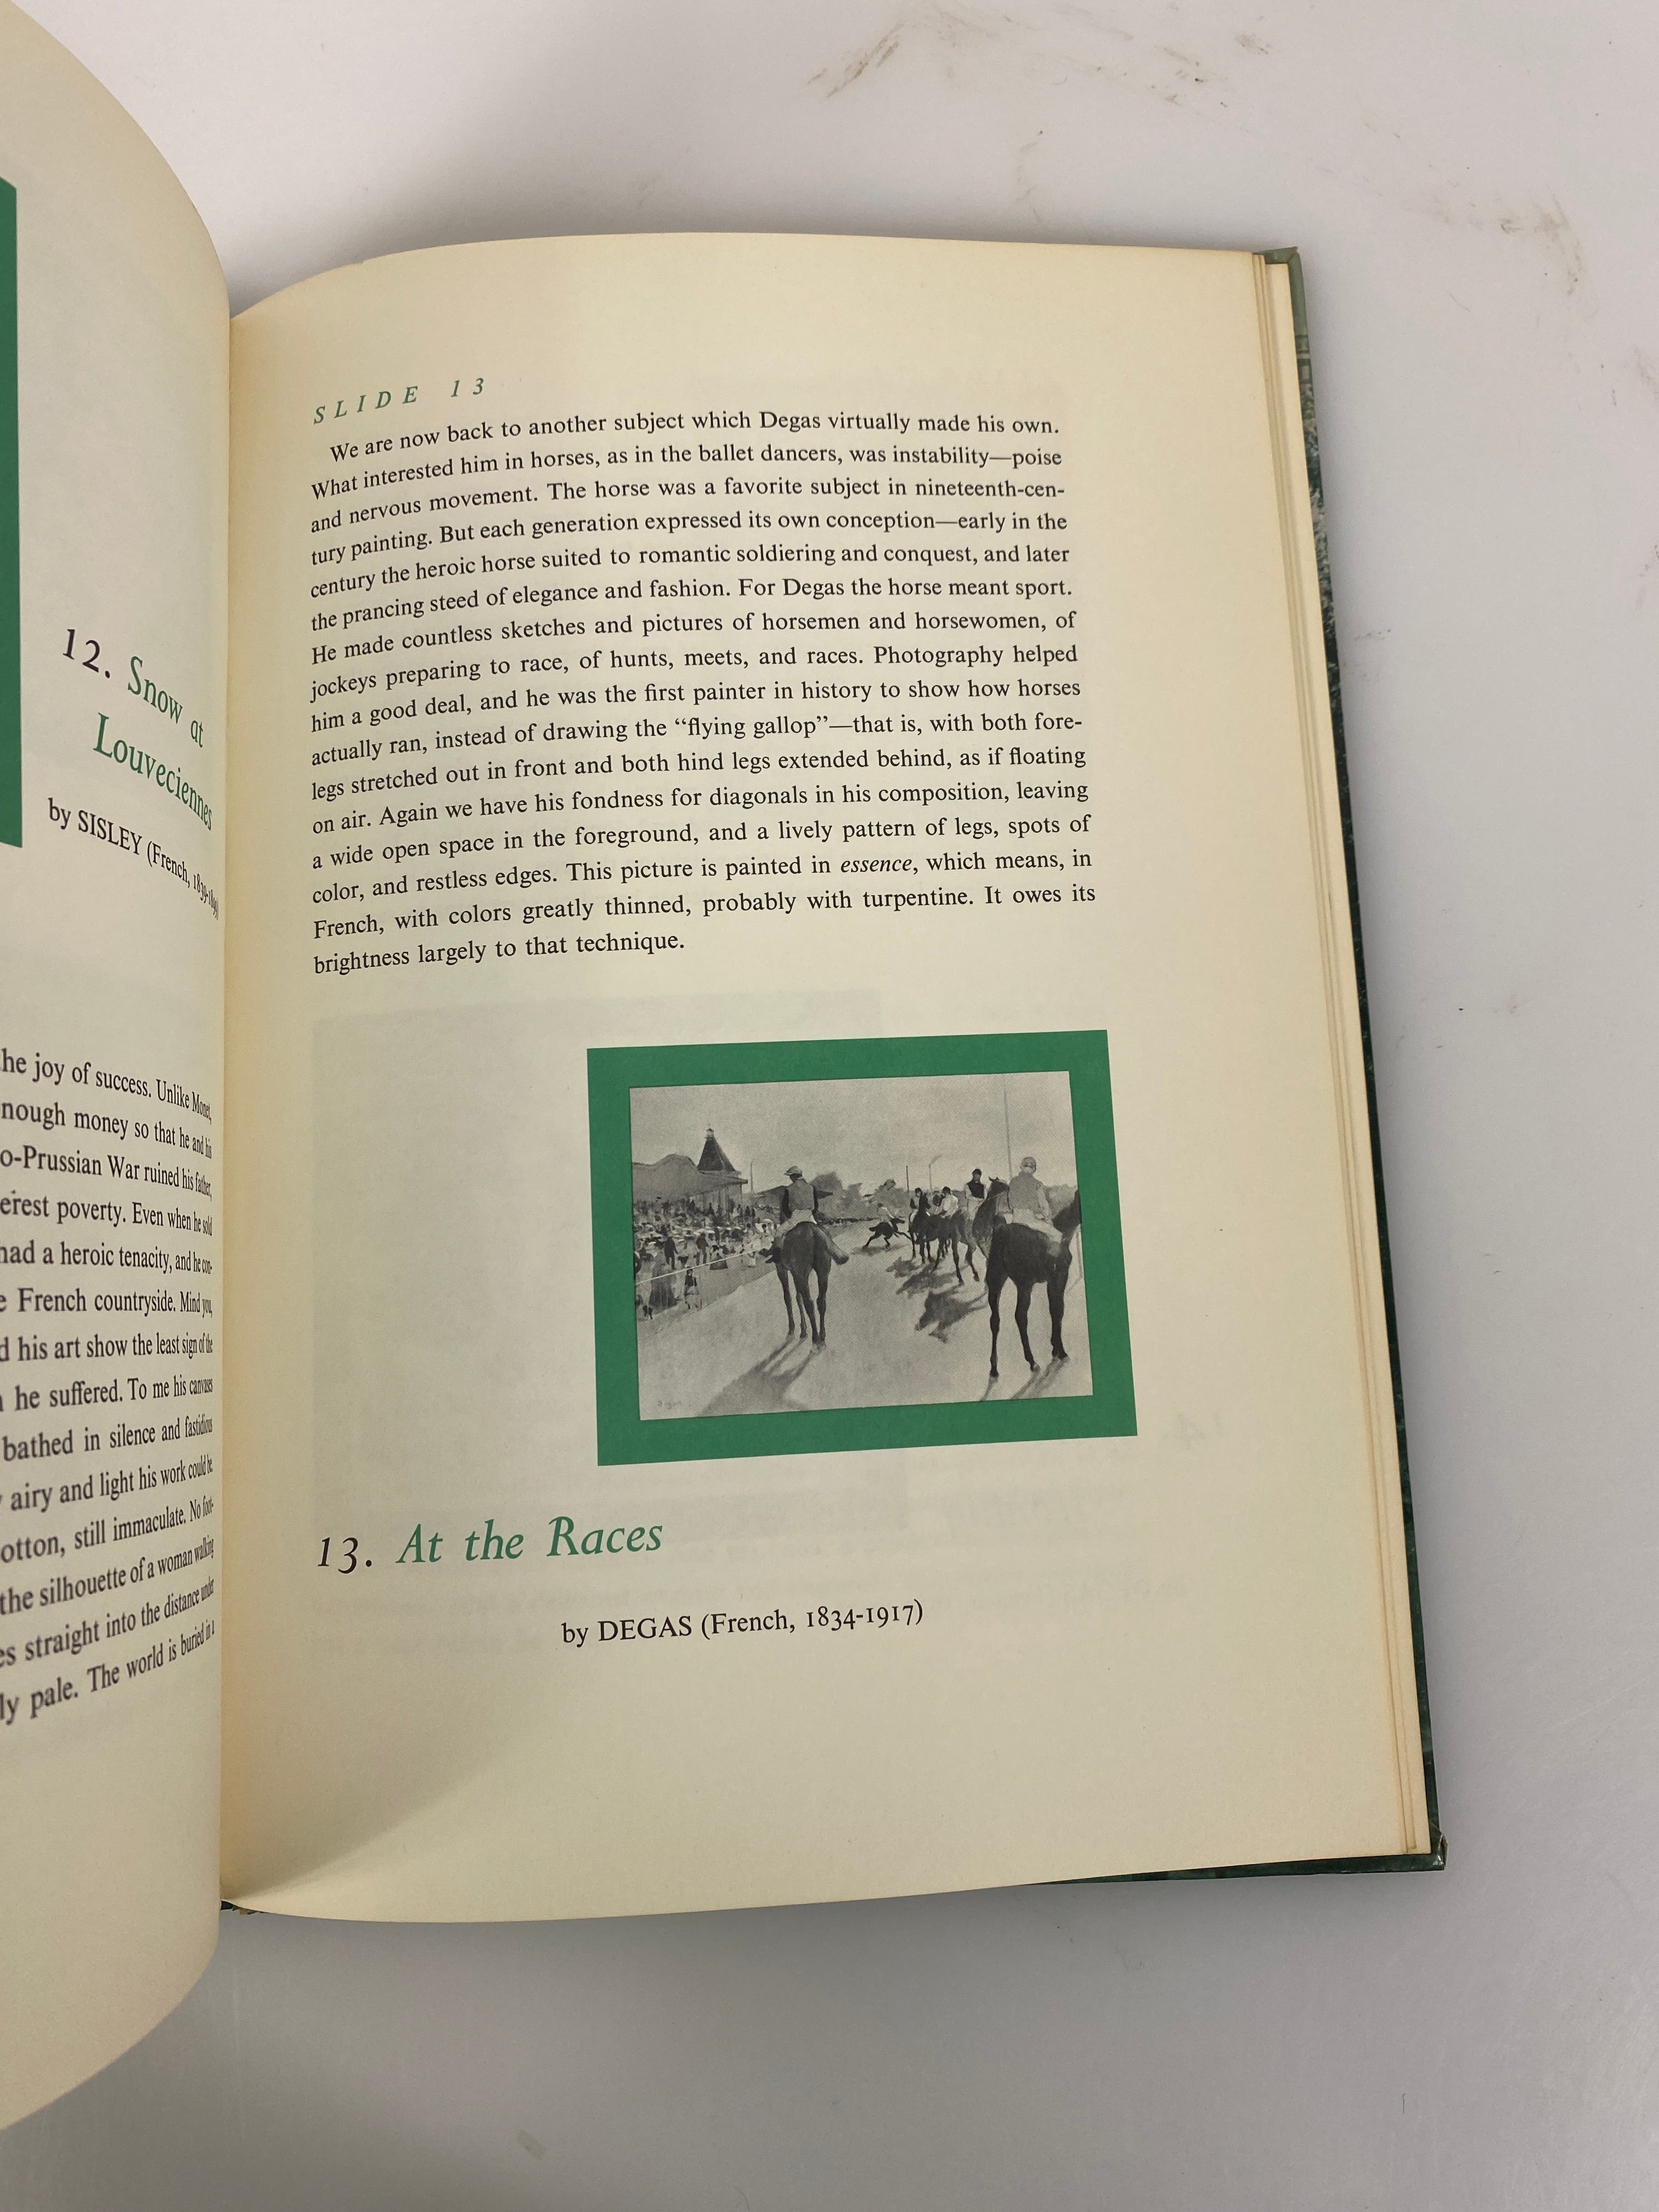 12. Snow at
Louveciennes
by SISLEY (French, 1839-1899)
the joy of success. Unlike Monet,
nough money so that he and his
o-Prussian War ruined his father,
erest poverty. Even when he sold
had a heroic tenacity, and he con-
French countryside. Mind you,
d his art show the least sign of the
he suffered. To me his canvases
bathed in silence and fastidious
airy and light his work could be
otton, still immaculate. No foot-
the silhouette of a woman walking
es straight into the distance under
ly pale. The world is buried in a
SLIDE 13
We are now back to another subject which Degas virtually made his own.
What interested him in horses, as in the ballet dancers, was instability—poise
and nervous movement. The horse was a favorite subject in nineteenth-cen-
tury painting. But each generation expressed its own conception—early in the
century the heroic horse suited to romantic soldiering and conquest, and later
the prancing steed of elegance and fashion. For Degas the horse meant sport.
He made countless sketches and pictures of horsemen and horsewomen, of
jockeys preparing to race, of hunts, meets, and races. Photography helped
him a good deal, and he was the first painter in history to show how horses
actually ran, instead of drawing the “flying gallop”—that is, with both fore-
legs stretched out in front and both hind legs extended behind, as if floating
on air. Again we have his fondness for diagonals in his composition, leaving
a wide open space in the foreground, and a lively pattern of legs, spots of
color, and restless edges. This picture is painted in essence, which means, in
French, with colors greatly thinned, probably with turpentine. It owes its
brightness largely to that technique.
13. At the Races
by DEGAS (French, 1834-1917)